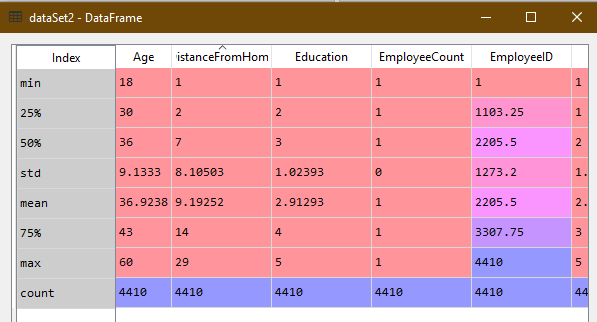 dataSet2 - DataFrame
Index Age DistanceFromHom Education EmployeeCount EmployeeID
min 18 1 1 1 1 1
25% 30 2 2 1 1103.25 1
50% 36 7 3 1 2205.5 2
std 9.1333 8.10503 1.02393 0 1273.2 1.
mean 36.9238 9.19252 2.91293 1 2205.5 2.
75% 43 14 4 1 3307.75 3
max 60 29 5 1 4410 5
count 4410 4410 4410 4410 4410 44